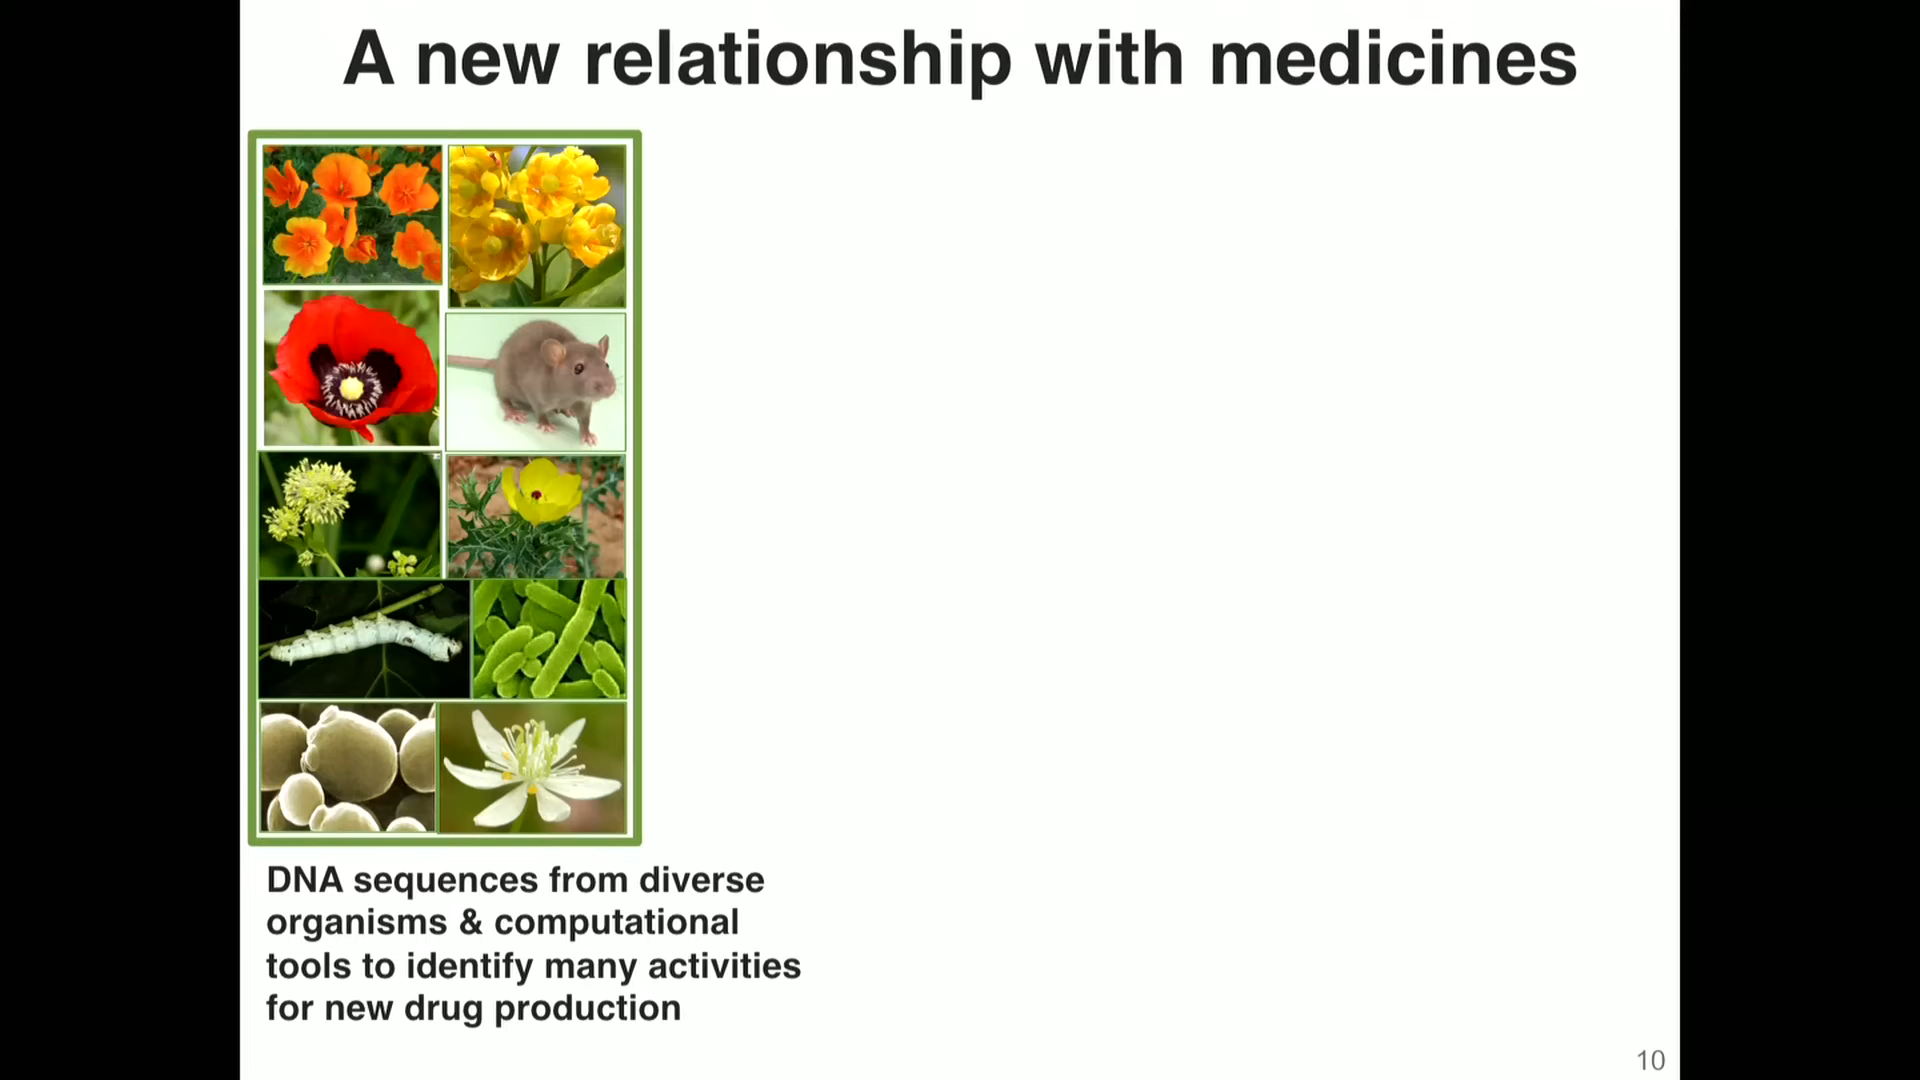 A new relationship with medicines
DNA sequences from diverse
organisms & computational
tools to identify many activities
for new drug production
10